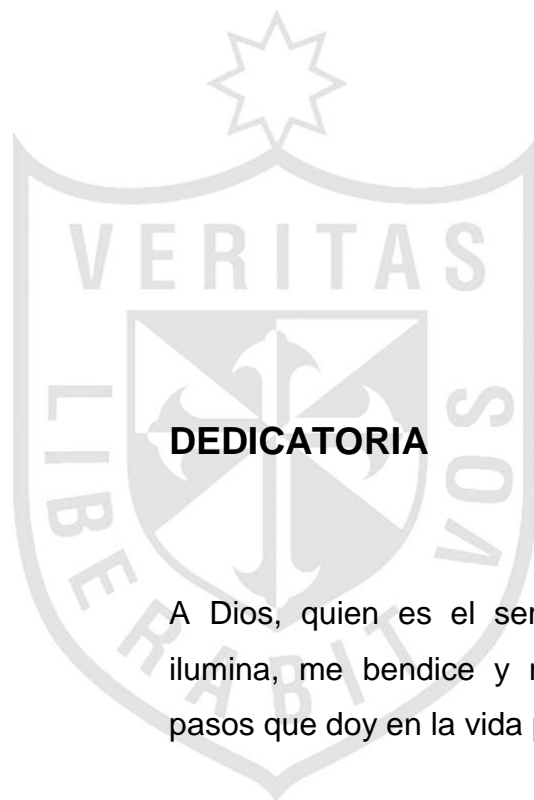 VERITAS
LIBERABIT VOS
DEDICATORIA
A Dios, quien es el
ilumina, me bendice y
pasos que doy en la vida